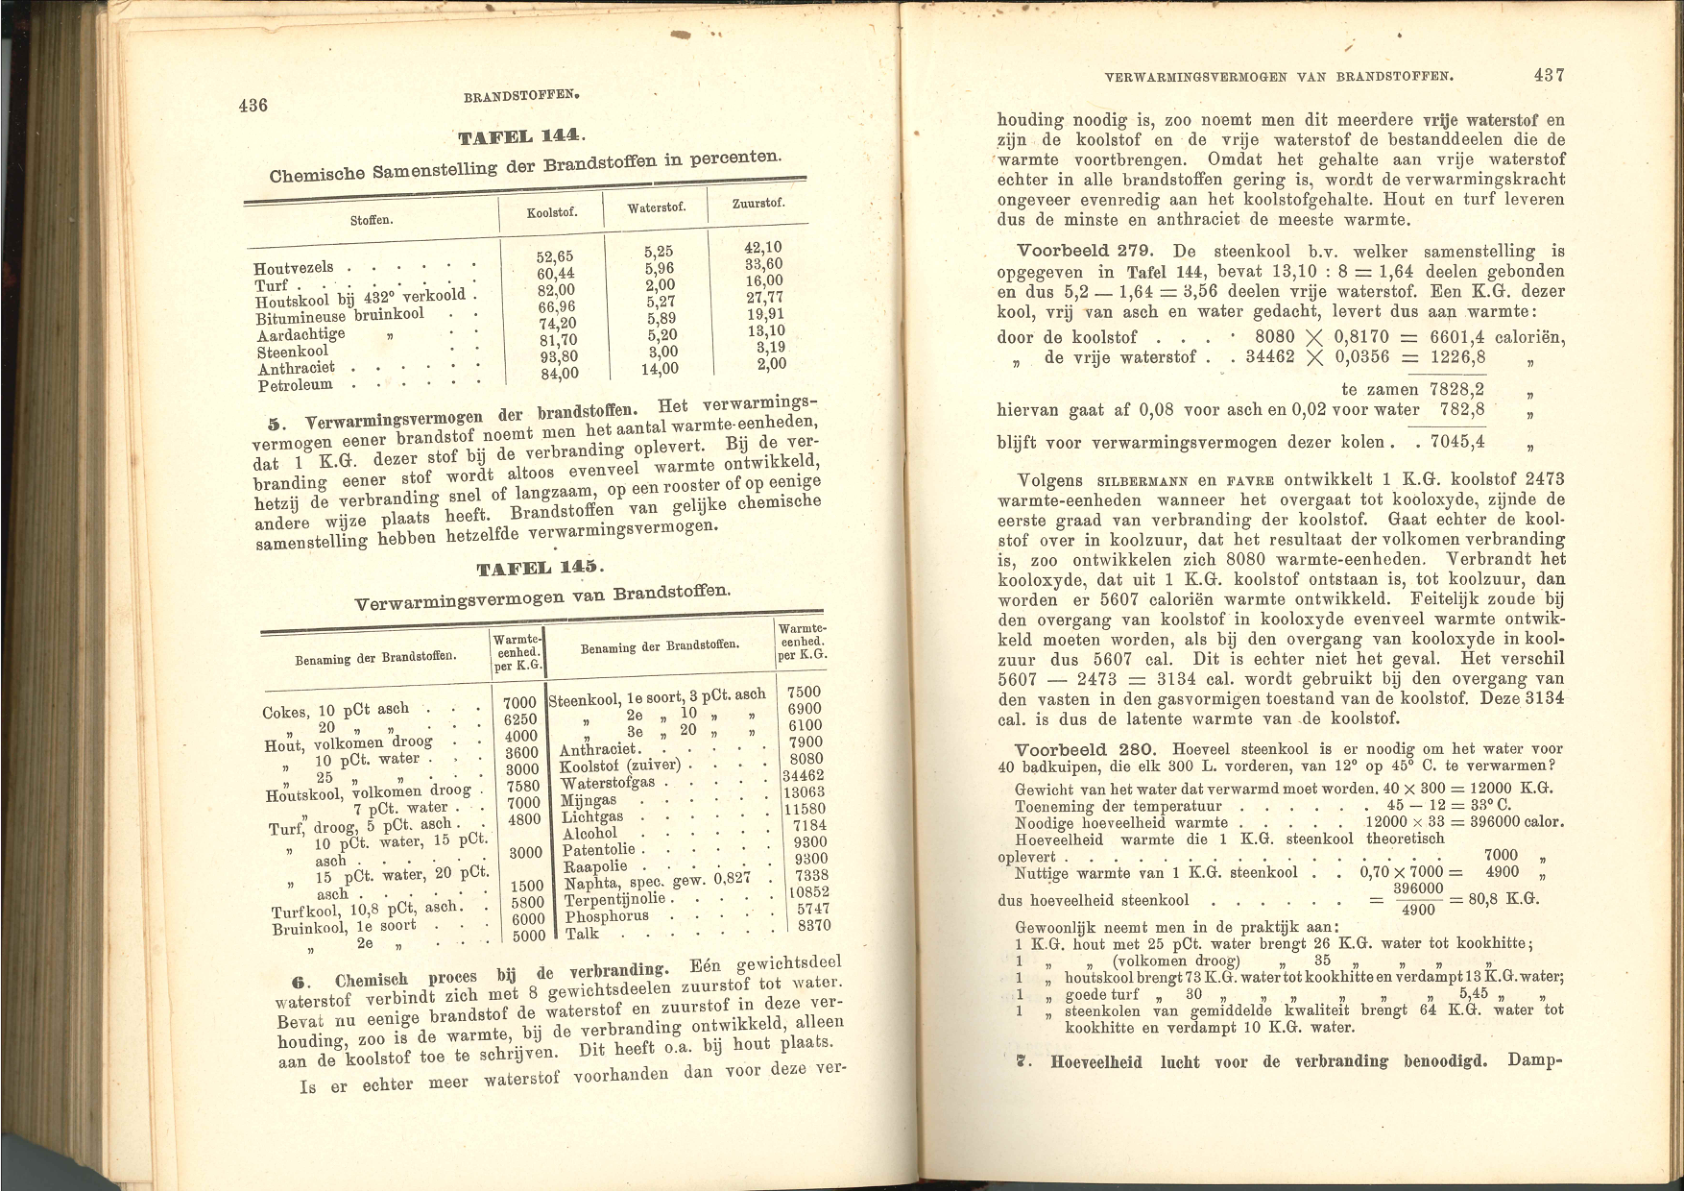 436
BRANDSTOFFEN.
TAFEL 144.
Chemische Samenstelling der Brandstoffen in percenten.
Stoffen. Koolstof. Waterstof. Zuurstof.
Houtvezels . . . . . . 52,65 5,25 42,10
Turf . . . . . . . . 60,44 5,96 33,60
Houtskool bij 432° verkoold . 82,00 2,00 16,00
Bitumineuse bruinkool . . 66,96 5,27 27,77
Aardachtige „ . . 74,20 5,89 19,91
Steenkool . . 81,70 5,20 13,10
Anthraciet . . . . . . 93,80 3,00 3,19
Petroleum . . . . . . 84,00 14,00 2,00
5. Verwarmingsvermogen der brandstoffen. Het verwarmings-
vermogen eener brandstof noemt men het aantal warmte-eenheden,
dat 1 K.G. dezer stof bij de verbranding oplevert. Bij de ver-
branding eener stof wordt altoos evenveel warmte ontwikkeld,
hetzij de verbranding snel of langzaam, op een rooster of op eenige
andere wijze plaats heeft. Brandstoffen van gelijke chemische
samenstelling hebben hetzelfde verwarmingsvermogen.
TAFEL 145.
Verwarmingsvermogen van Brandstoffen.
Benaming der Brandstoffen. Warmte-eenhed. per K.G. Benaming der Brandstoffen. Warmte-eenhed. per K.G.
Cokes, 10 pCt asch . . . 7000
„ 20 „ „ . . . 6250
Hout, volkomen droog . . 4000
„ 10 pCt. water . . . 3600
„ 25 „ „ . . . 3000
Houtskool, volkomen droog . 7580
„ 7 pCt. water . . 7000
Turf, droog, 5 pCt. asch . . 4800
„ 10 pCt. water, 15 pCt.
asch . . . . . . 3000
„ 15 pCt. water, 20 pCt.
asch . . . . . . 1500
Turfkool, 10,8 pCt, asch. . 5800
Bruinkool, 1e soort . . . 6000
„ 2e „ . . . 5000
Steenkool, 1e soort, 3 pCt. asch 7500
„ 2e „ 10 „ „ 6900
„ 3e „ 20 „ „ 6100
Anthraciet. . . . . . 7900
Koolstof (zuiver) . . . . 8080
Waterstofgas . . . . . 34462
Mijngas . . . . . . 13063
Lichtgas . . . . . . 11580
Alcohol . . . . . . 7184
Patentolie . . . . . . 9300
Raapolie . . . . . . 9300
Naphta, spec. gew. 0,827 . 7338
Terpentijnolie . . . . . 10852
Phosphorus . . . . . 5747
Talk . . . . . . . 8370
6. Chemisch proces bij de verbranding. Eén gewichtsdeel
waterstof verbindt zich met 8 gewichtsdeelen zuurstof tot water.
Bevat nu eenige brandstof de waterstof en zuurstof in deze ver-
houding, zoo is de warmte, bij de verbranding ontwikkeld, alleen
aan de koolstof toe te schrijven. Dit heeft o.a. bij hout plaats.
Is er echter meer waterstof voorhanden dan voor deze ver-
VERWARMINGSVERMOGEN VAN BRANDSTOFFEN. 437
houding noodig is, zoo noemt men dit meerdere vrije waterstof en
zijn de koolstof en de vrije waterstof de bestanddeelen die de
warmte voortbrengen. Omdat het gehalte aan vrije waterstof
echter in alle brandstoffen gering is, wordt de verwarmingskracht
ongeveer evenredig aan het koolstofgehalte. Hout en turf leveren
dus de minste en anthraciet de meeste warmte.
Voorbeeld 279. De steenkool b.v. welker samenstelling is
opgegeven in Tafel 144, bevat 13,10 : 8 = 1,64 deelen gebonden
en dus 5,2 — 1,64 = 3,56 deelen vrije waterstof. Een K.G. dezer
kool, vrij van asch en water gedacht, levert dus aan warmte:
door de koolstof . . . . 8080 × 0,8170 = 6601,4 caloriën,
„ de vrije waterstof . . 34462 × 0,0356 = 1226,8 „
te zamen 7828,2 „
hiervan gaat af 0,08 voor asch en 0,02 voor water 782,8 „
blijft voor verwarmingsvermogen dezer kolen . . 7045,4 „
Volgens SILBERMANN en FAVRE ontwikkelt 1 K.G. koolstof 2473
warmte-eenheden wanneer het overgaat tot kooloxyde, zijnde de
eerste graad van verbranding der koolstof. Gaat echter de kool-
stof over in koolzuur, dat het resultaat der volkomen verbranding
is, zoo ontwikkelen zich 8080 warmte-eenheden. Verbrandt het
kooloxyde, dat uit 1 K.G. koolstof ontstaan is, tot koolzuur, dan
worden er 5607 caloriën warmte ontwikkeld. Feitelijk zoude bij
den overgang van koolstof in kooloxyde evenveel warmte ontwik-
keld moeten worden, als bij den overgang van kooloxyde in kool-
zuur dus 5607 cal. Dit is echter niet het geval. Het verschil
5607 — 2473 = 3134 cal. wordt gebruikt bij den overgang van
den vasten in den gasvormigen toestand van de koolstof. Deze 3134
cal. is dus de latente warmte van de koolstof.
Voorbeeld 280. Hoeveel steenkool is er noodig om het water voor
40 badkuipen, die elk 300 L. vorderen, van 12° op 45° C. te verwarmen?
Gewicht van het water dat verwarmd moet worden. 40 × 300 = 12000 K.G.
Toeneming der temperatuur . . . . . . 45 — 12 = 33° C.
Noodige hoeveelheid warmte . . . . . 12000 × 33 = 396000 calor.
Hoeveelheid warmte die 1 K.G. steenkool theoretisch
oplevert . . . . . . . . . . . . . . 7000 „
Nuttige warmte van 1 K.G. steenkool . . 0,70 × 7000 = 4900 „
dus hoeveelheid steenkool . . . . . . = 396000/4900 = 80,8 K.G.
Gewoonlijk neemt men in de praktijk aan:
1 K.G. hout met 25 pCt. water brengt 26 K.G. water tot kookhitte;
1 „ „ (volkomen droog) „ 35 „ „ „ „
1 „ houtskool brengt 73 K.G. water tot kookhitte en verdampt 13 K.G. water;
1 „ goede turf „ 30 „ „ „ „ „ „ 5,45 „ „
1 „ steenkolen van gemiddelde kwaliteit brengt 64 K.G. water tot
kookhitte en verdampt 10 K.G. water.
7. Hoeveelheid lucht voor de verbranding benoodigd. Damp-